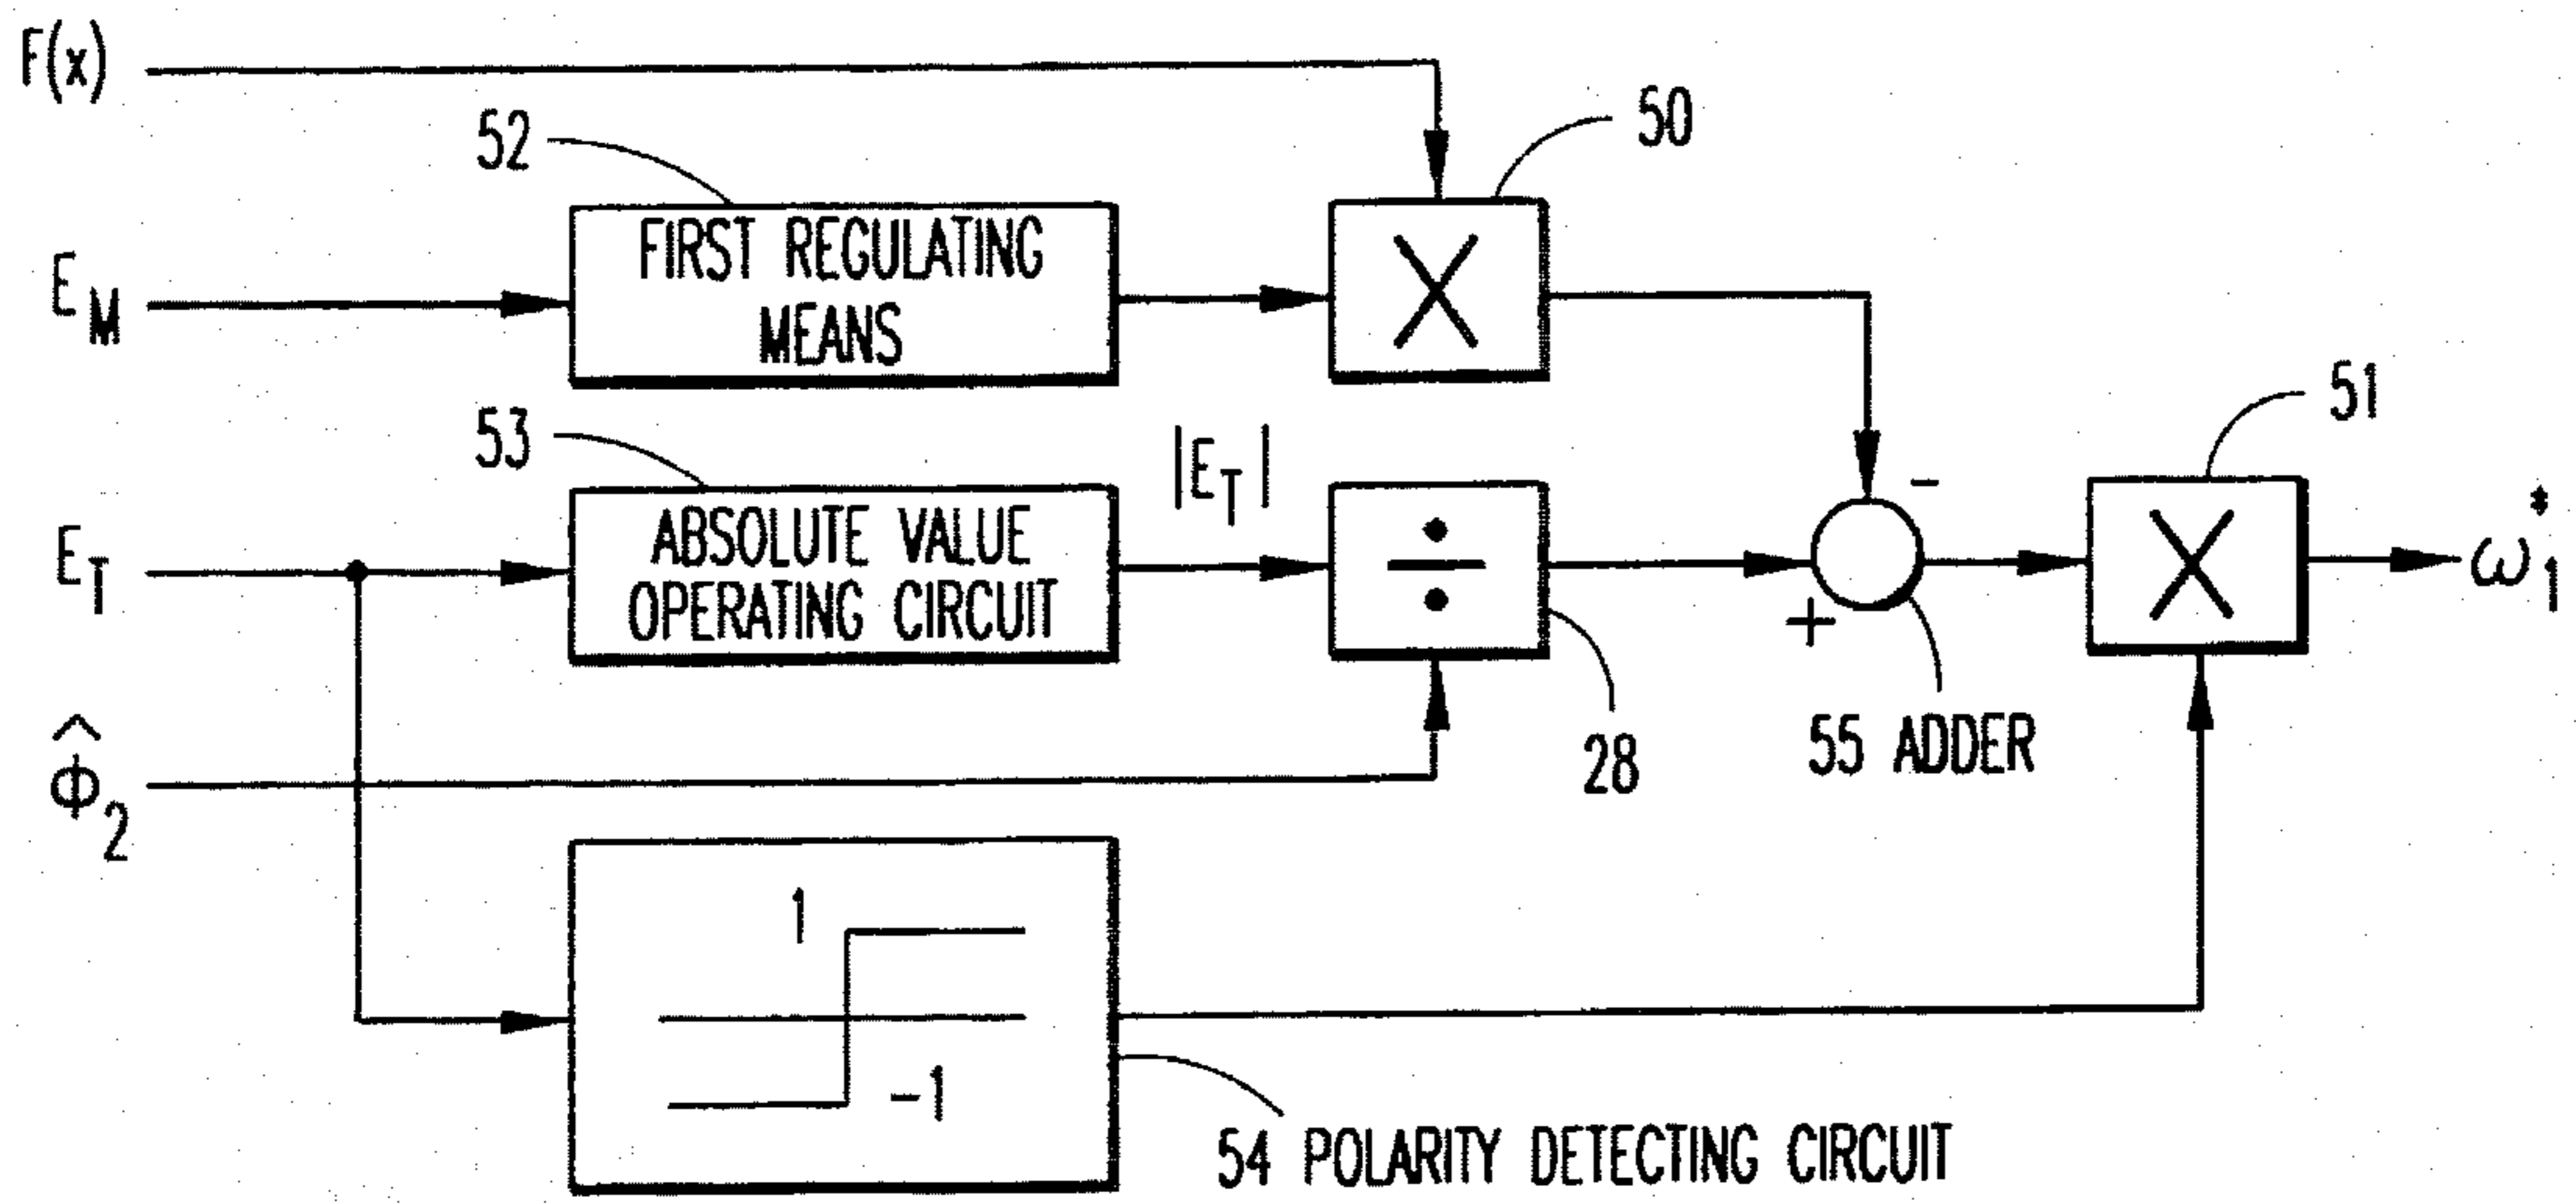 F(x)
52
50
FIRST REGULATING
MEANS
X
E_M
51
53
|E_T|
-
ABSOLUTE VALUE
OPERATING CIRCUIT
÷
X
ω_1^*
E_T
+
55 ADDER
28
Φ̂_2
1
-1
54 POLARITY DETECTING CIRCUIT